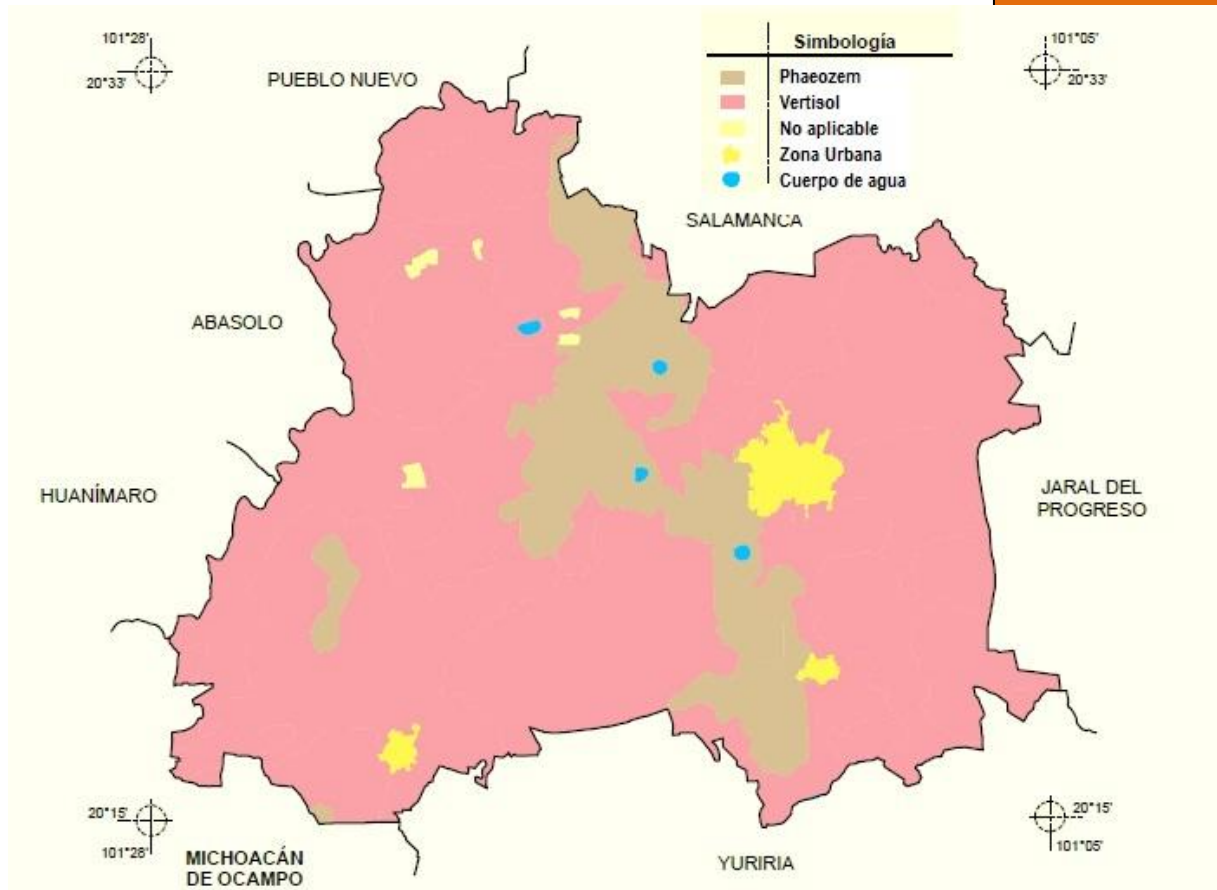 101°28'
20°33'
PUEBLO NUEVO
Simbología
Phaeozem
Vertisol
No aplicable
Zona Urbana
Cuerpo de agua
101°05'
20°33'
SALAMANCA
ABASOLO
HUANÍMARO
JARAL DEL
PROGRESO
20°15'
101°28'
MICHOACÁN
DE OCAMPO
YURIRIA
20°15'
101°05'